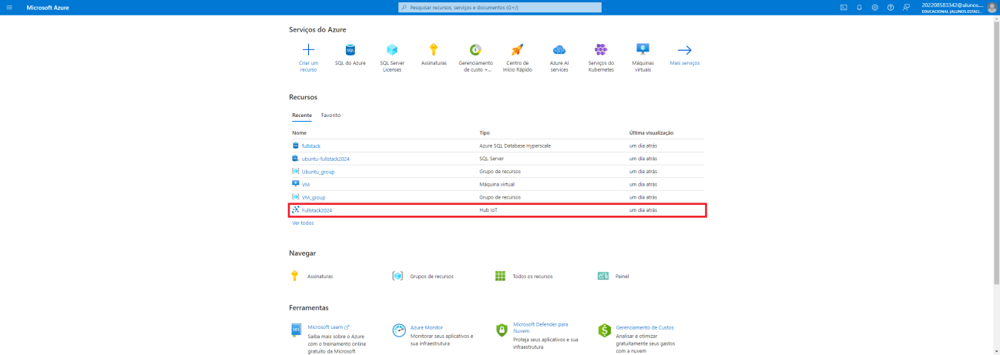 Microsoft Azure
Pesquisar recursos, serviços e documentos (G+/)
202208583342@alunos....
EDUCACIONAL (ALUNOS.ESTACI...
Serviços do Azure
Criar um
recurso
SQL do Azure
SQL Server
Licenses
Assinaturas
Gerenciamento
de custo +...
Centro de
Início Rápido
Azure AI
services
Serviços do
Kubernetes
Máquinas
virtuais
Mais serviços
Recursos
Recente Favorito
Nome Tipo Última visualização
fullstack Azure SQL Database Hyperscale um dia atrás
ubuntu-fullstack2024 SQL Server um dia atrás
Ubuntu_group Grupo de recursos um dia atrás
VM Máquina virtual um dia atrás
VM_group Grupo de recursos um dia atrás
Fullstack2024 Hub IoT um dia atrás
Ver todos
Navegar
Assinaturas Grupos de recursos Todos os recursos Painel
Ferramentas
Microsoft Learn
Saiba mais sobre o Azure
com o treinamento online
gratuito da Microsoft
Azure Monitor
Monitorar seus aplicativos e
sua infraestrutura
Microsoft Defender para
Nuvem
Proteja seus aplicativos e sua
infraestrutura
Gerenciamento de Custos
Analisar e otimizar
gratuitamente seus gastos
com a nuvem